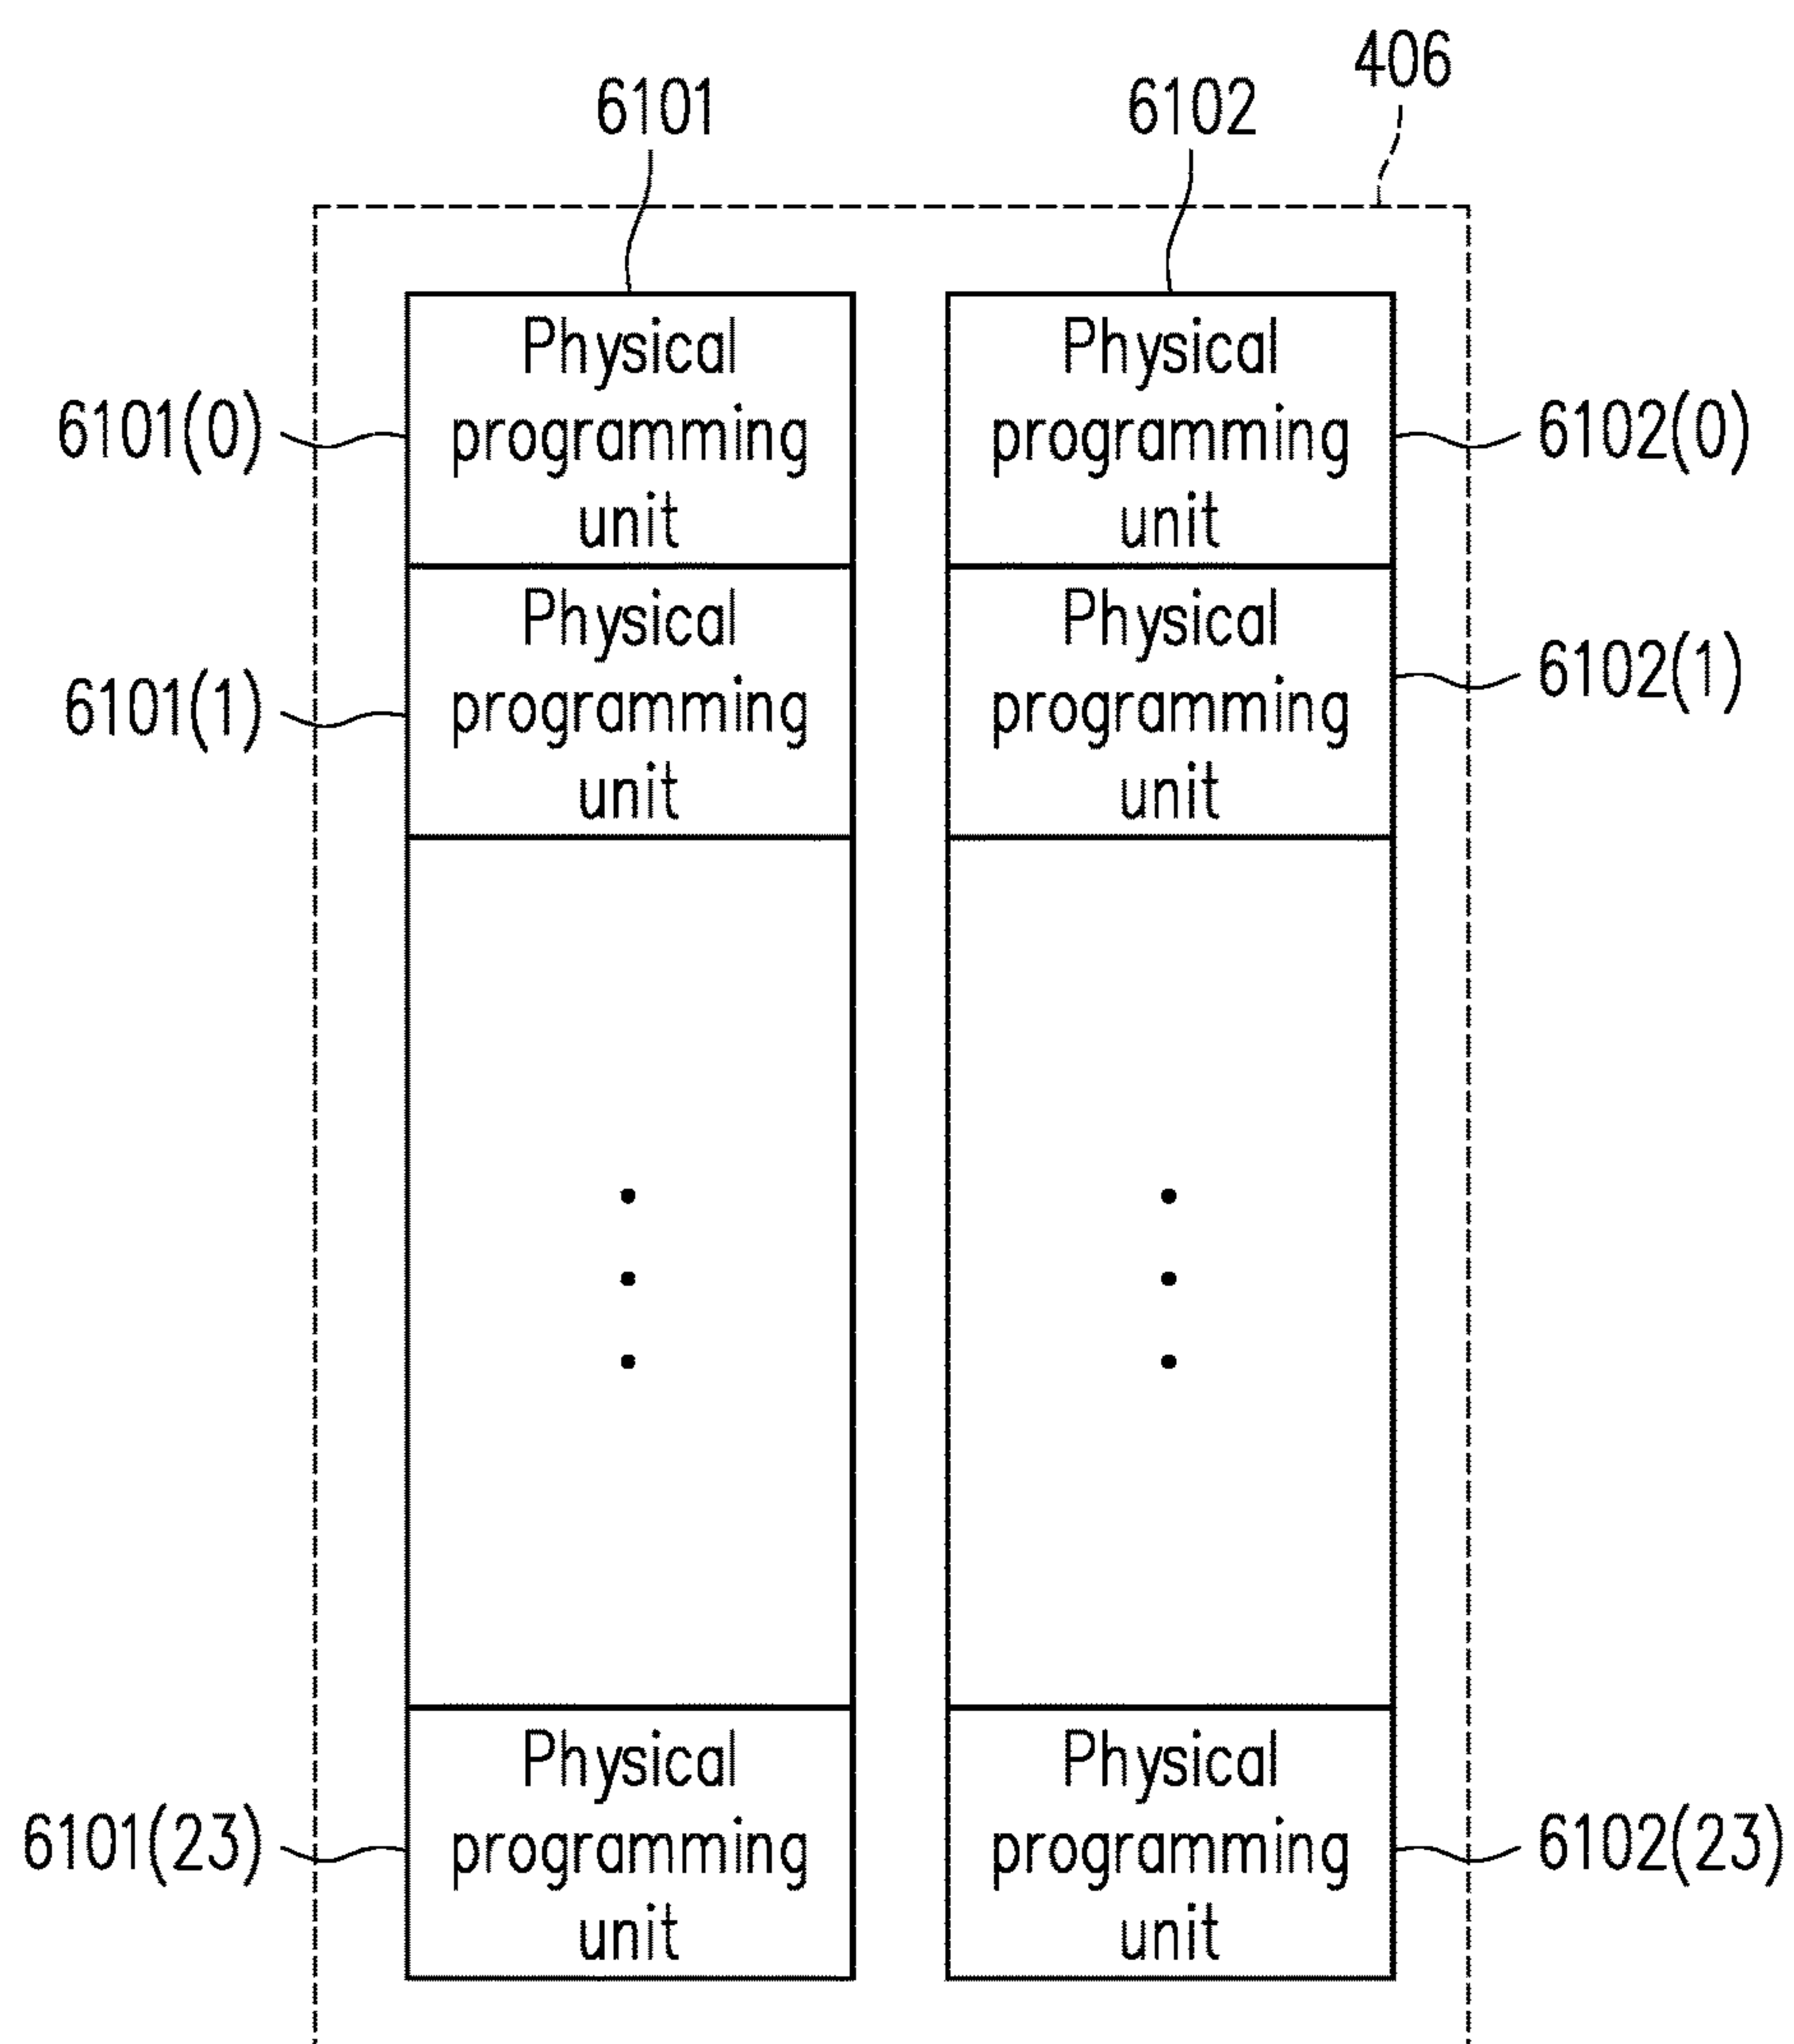 406
6101
6102
6101(0)
Physical
programming
unit
Physical
programming
unit
6102(0)
6101(1)
Physical
programming
unit
Physical
programming
unit
6102(1)
6101(23)
Physical
programming
unit
Physical
programming
unit
6102(23)